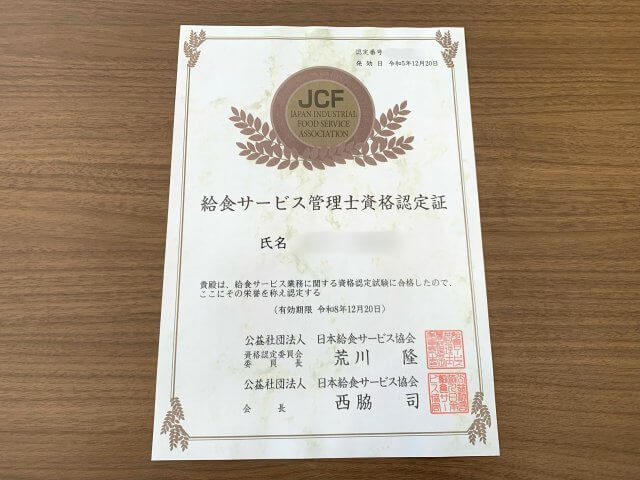 認定番号
発効日 令和5年12月20日
JCF
JAPAN INDUSTRIAL
FOOD SERVICE
ASSOCIATION
給食サービス管理士資格認定証
氏名
貴殿は、給食サービス業務に関する資格認定試験に合格したので、
ここにその栄誉を称え認定する
(有効期限 令和8年12月20日)
公益社団法人 日本給食サービス協会
資格認定委員会
委員長 荒川 隆
公益社団法人 日本給食サービス協会
会長 西脇 司